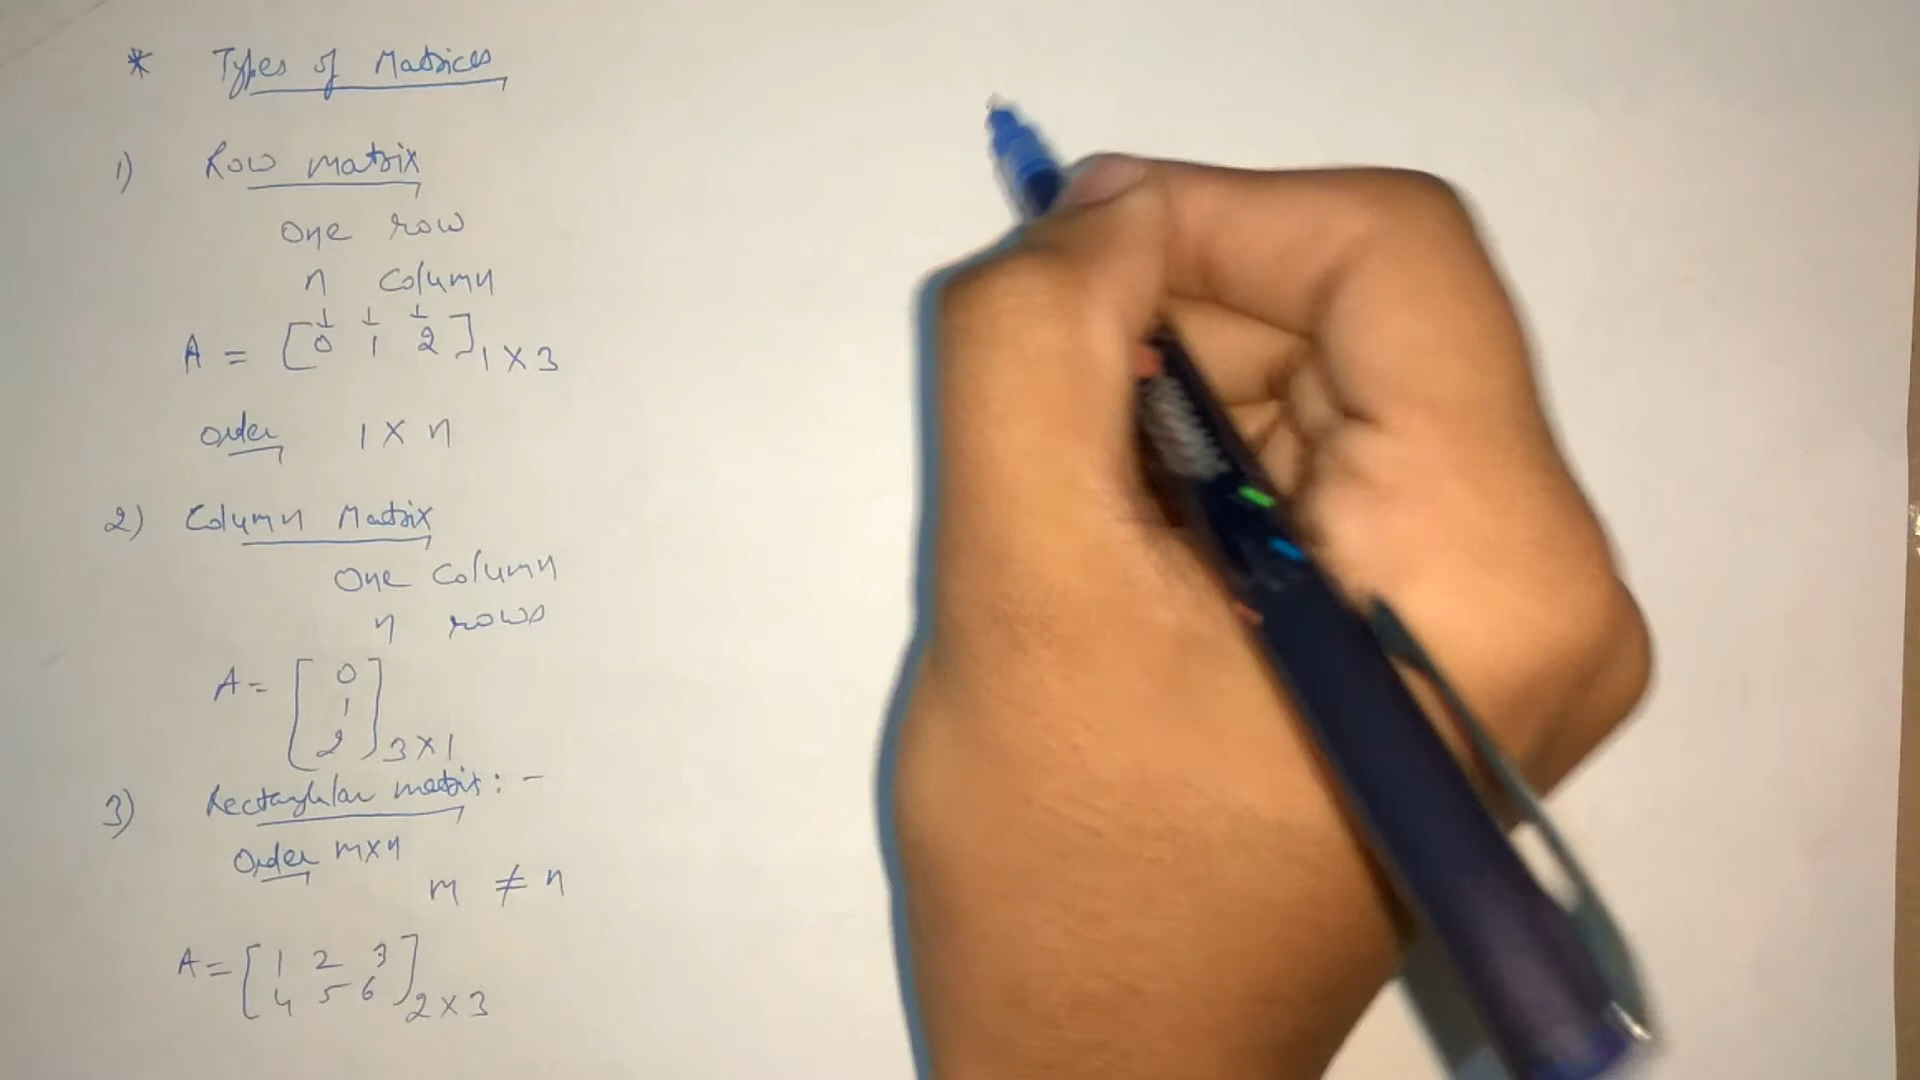 * Types of Matrices
1) Row matrix
One row
n column
A = [0 1 2] 1 × 3
Order 1 × n
2) Column Matrix
One column
n rows
A = [0
1
2] 3 × 1
3) Rectangular matrix : -
Order m×n
m ≠ n
A = [1 2 3
4 5 6] 2 × 3